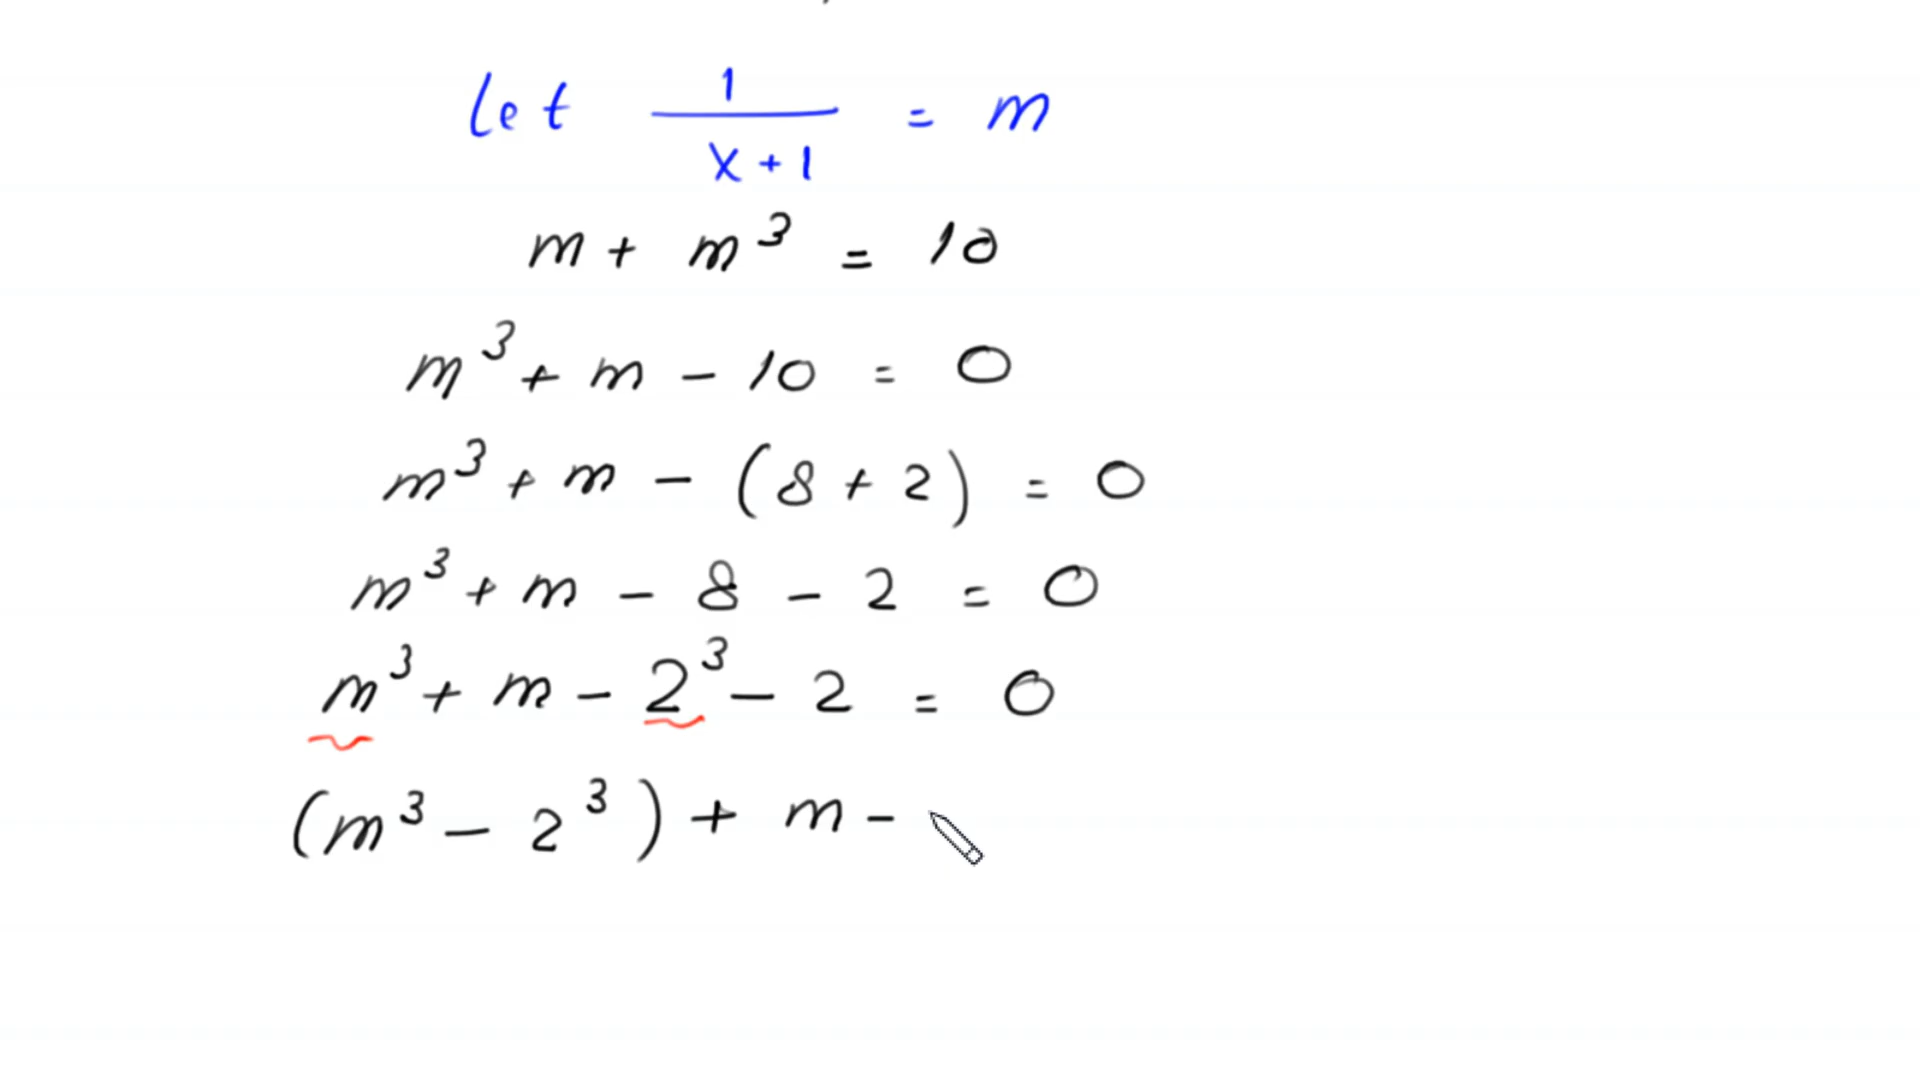 let 1/(x+1) = m
m + m³ = 10
m³ + m - 10 = 0
m³ + m - (8 + 2) = 0
m³ + m - 8 - 2 = 0
m³ + m - 2³ - 2 = 0
(m³ - 2³) + m -